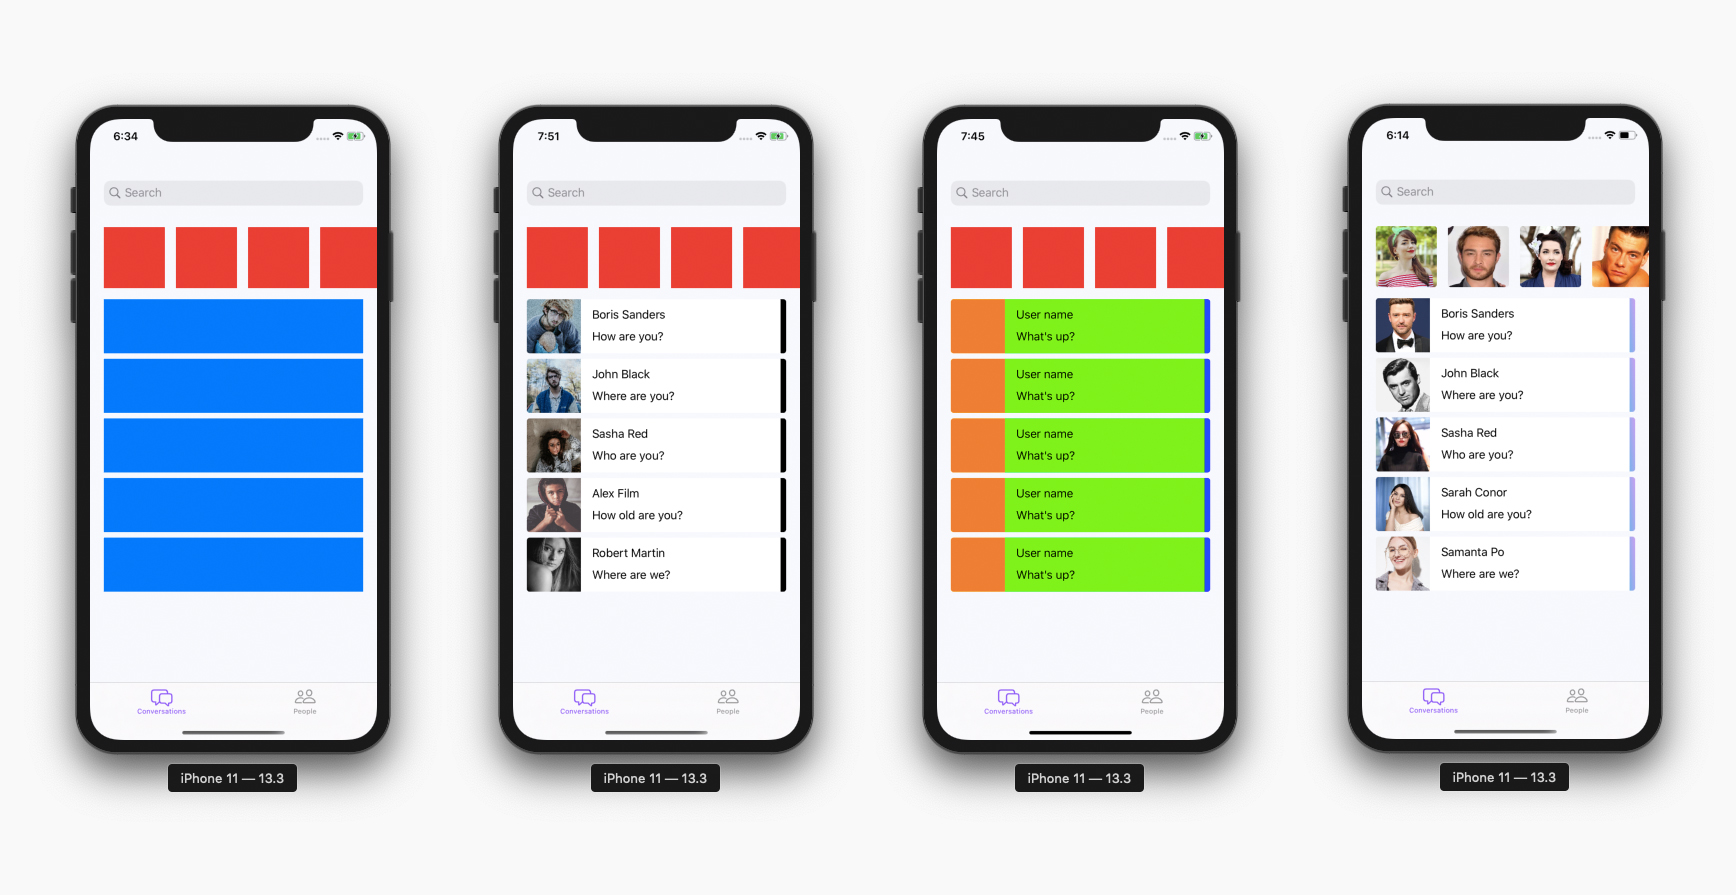 6:34
Search
Conversations
People
iPhone 11 — 13.3
7:51
Search
Boris Sanders
How are you?
John Black
Where are you?
Sasha Red
Who are you?
Alex Film
How old are you?
Robert Martin
Where are we?
Conversations
People
iPhone 11 — 13.3
7:45
Search
User name
What's up?
User name
What's up?
User name
What's up?
User name
What's up?
User name
What's up?
Conversations
People
iPhone 11 — 13.3
6:14
Search
Boris Sanders
How are you?
John Black
Where are you?
Sasha Red
Who are you?
Sarah Conor
How old are you?
Samanta Po
Where are we?
Conversations
People
iPhone 11 — 13.3